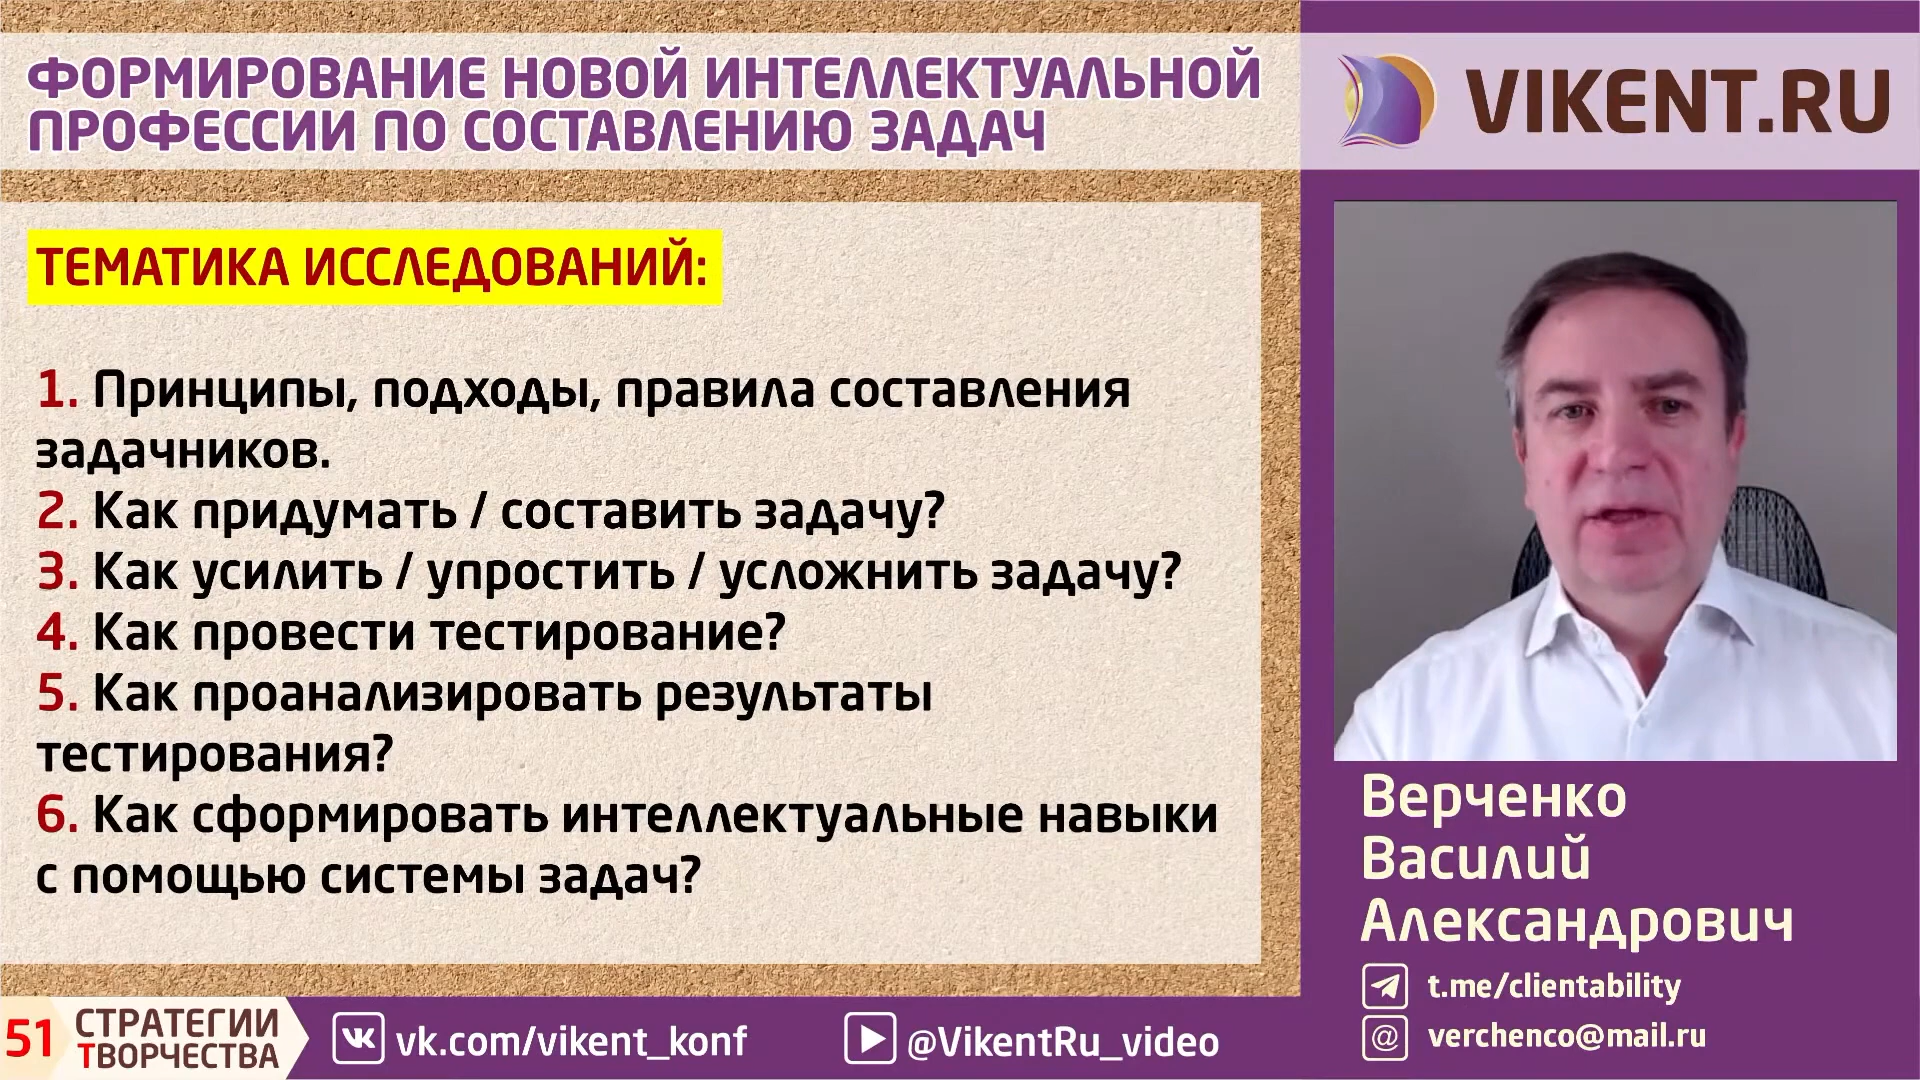 ФОРМИРОВАНИЕ НОВОЙ ИНТЕЛЛЕКТУАЛЬНОЙ
ПРОФЕССИИ ПО СОСТАВЛЕНИЮ ЗАДАЧ
VIKENT.RU
ТЕМАТИКА ИССЛЕДОВАНИЙ:
1. Принципы, подходы, правила составления
задачников.
2. Как придумать / составить задачу?
3. Как усилить / упростить / усложнить задачу?
4. Как провести тестирование?
5. Как проанализировать результаты
тестирования?
6. Как сформировать интеллектуальные навыки
с помощью системы задач?
Верченко
Василий
Александрович
t.me/clientability
verchenco@mail.ru
51 СТРАТЕГИИ
ТВОРЧЕСТВА
vk.com/vikent_konf
@VikentRu_video